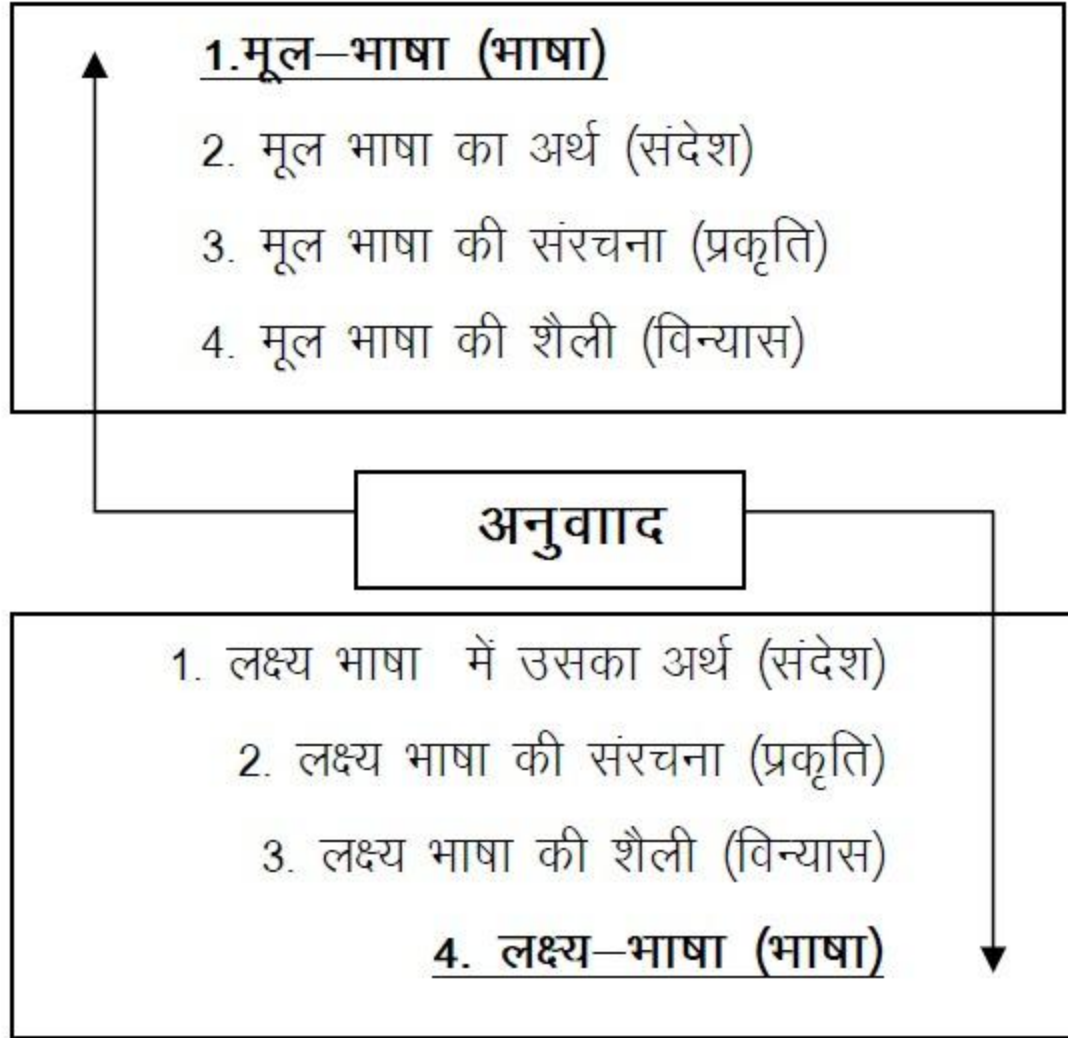 1.मूल–भाषा (भाषा)
2. मूल भाषा का अर्थ (संदेश)
3. मूल भाषा की संरचना (प्रकृति)
4. मूल भाषा की शैली (विन्यास)
अनुवााद
1. लक्ष्य भाषा में उसका अर्थ (संदेश)
2. लक्ष्य भाषा की संरचना (प्रकृति)
3. लक्ष्य भाषा की शैली (विन्यास)
4. लक्ष्य–भाषा (भाषा)